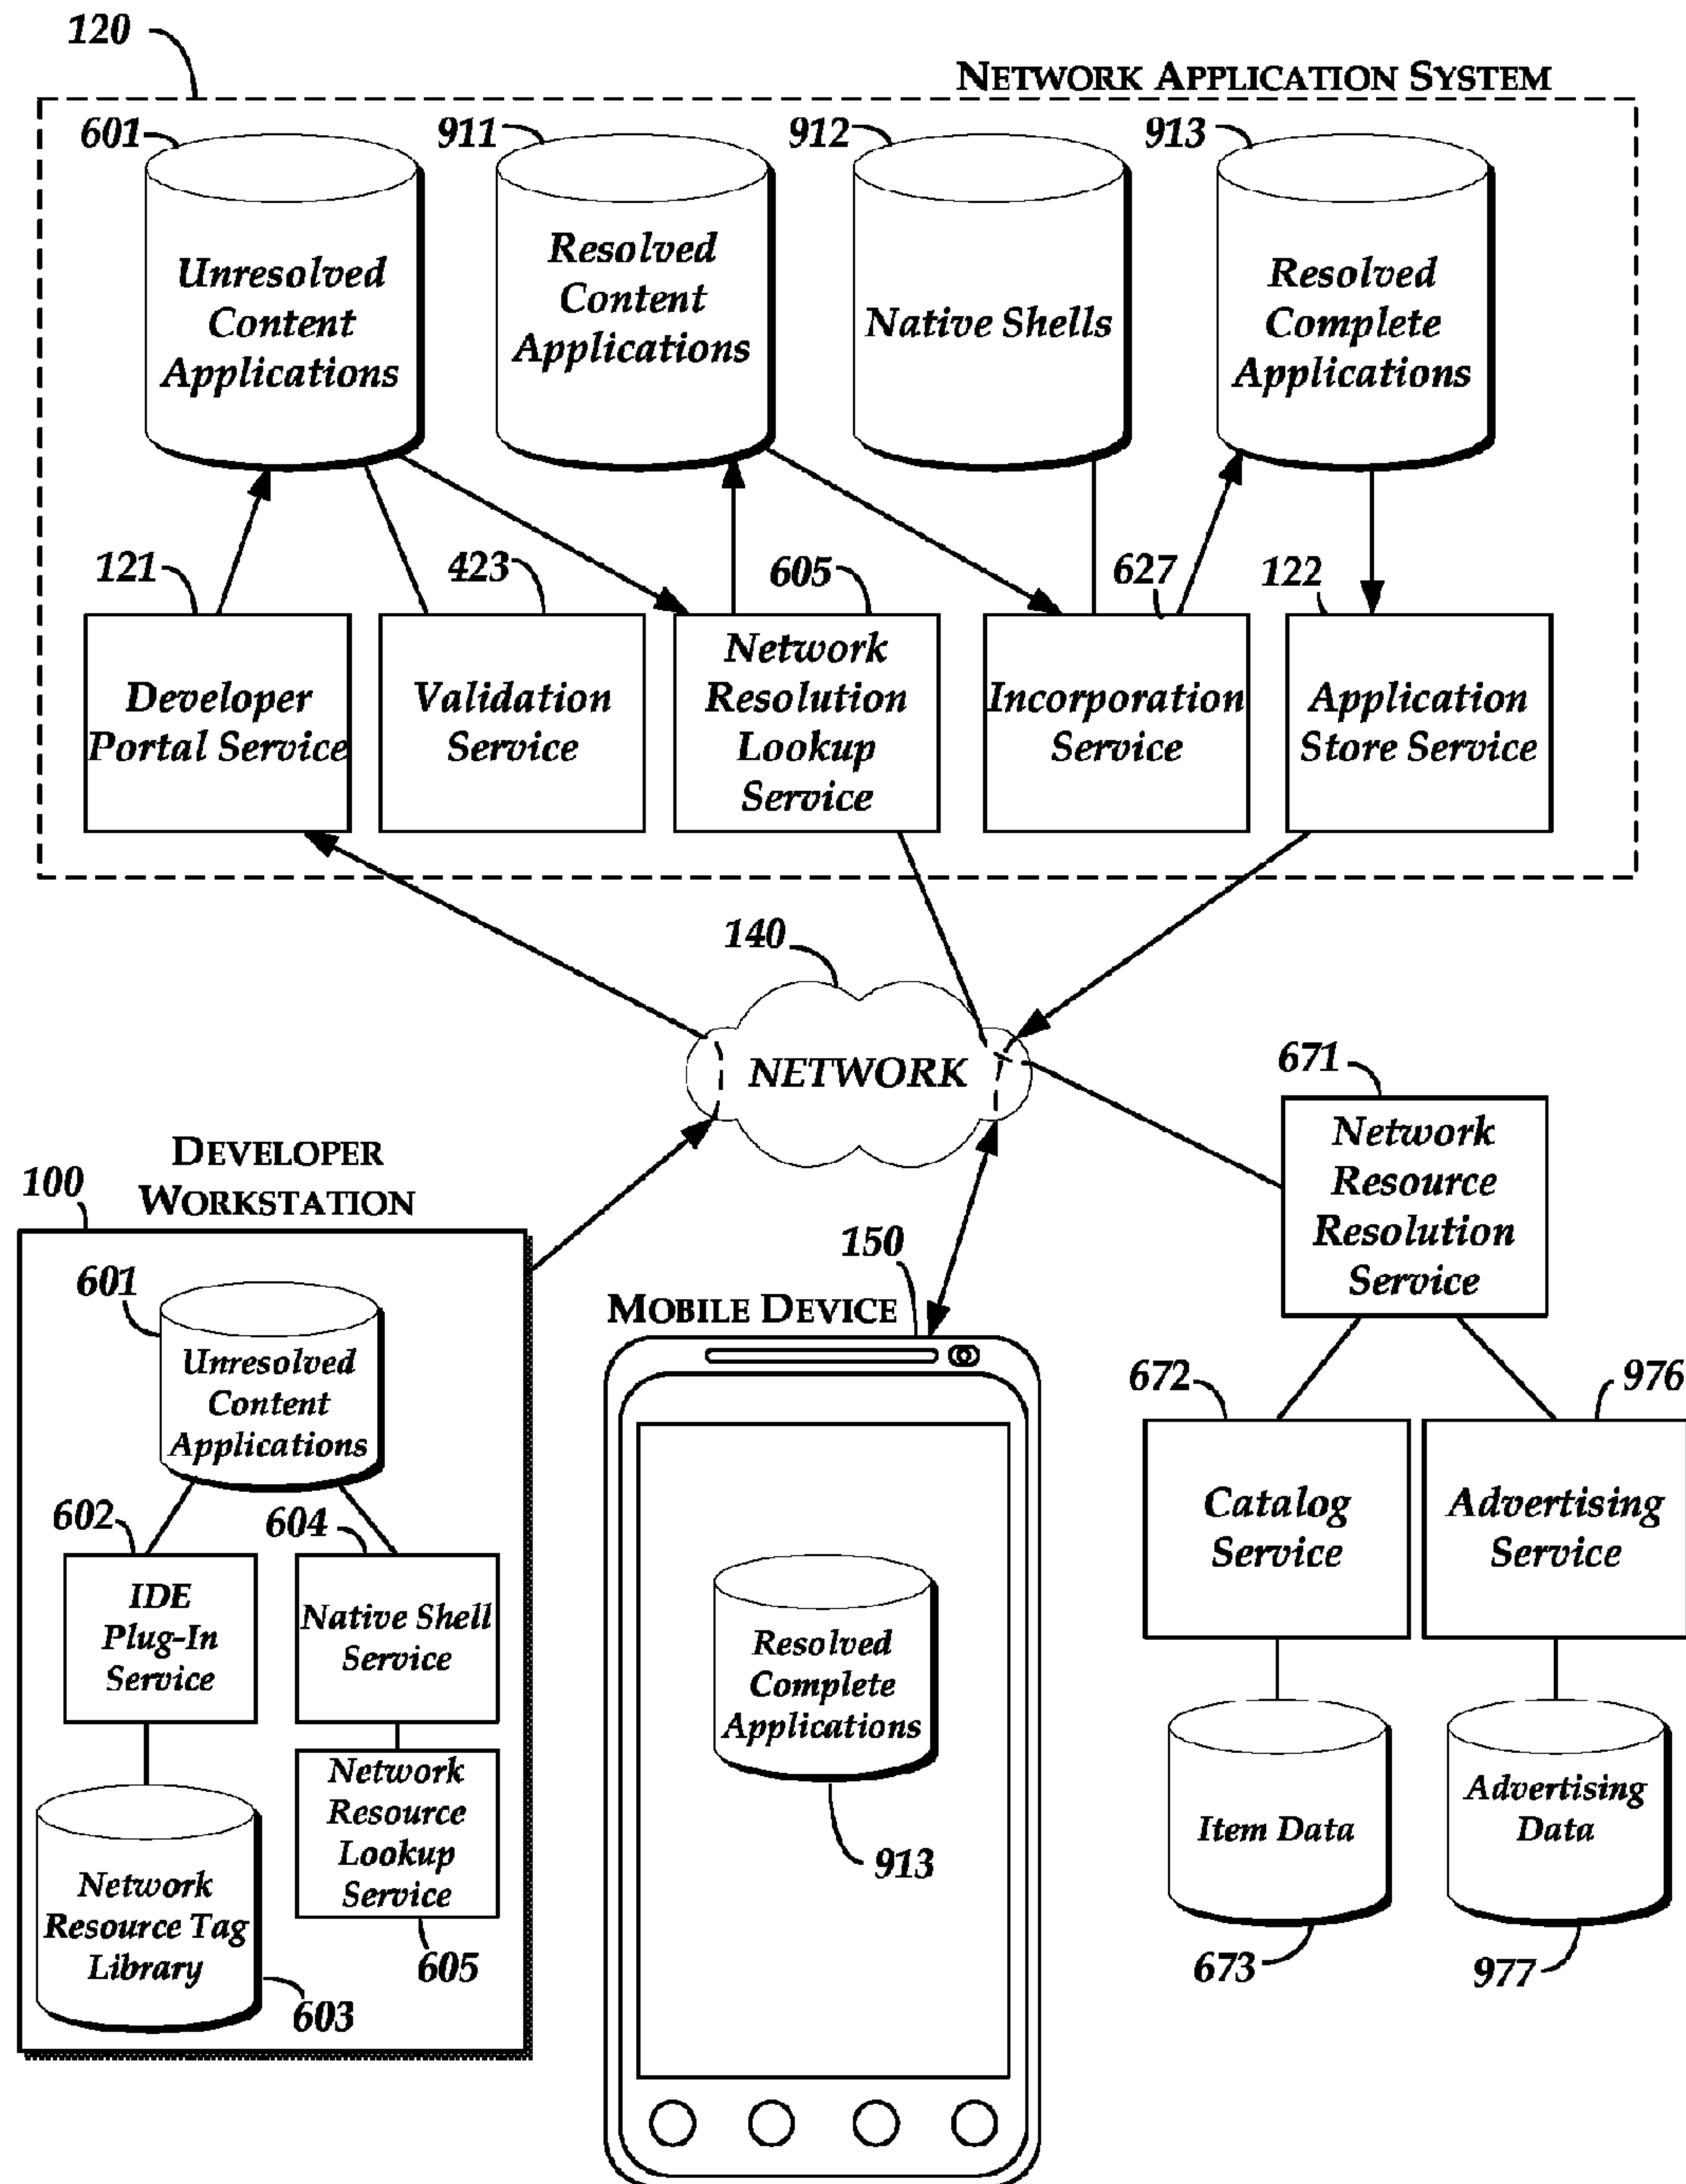 120
NETWORK APPLICATION SYSTEM
601
911
912
913
Unresolved
Content
Applications
Resolved
Content
Applications
Native Shells
Resolved
Complete
Applications
121
423
605
627
122
Developer
Portal Service
Validation
Service
Network
Resolution
Lookup
Service
Incorporation
Service
Application
Store Service
140
NETWORK
671
Network
Resource
Resolution
Service
DEVELOPER
WORKSTATION
100
601
Unresolved
Content
Applications
602
604
IDE
Plug-In
Service
Native Shell
Service
Network
Resource Tag
Library
603
Network
Resource
Lookup
Service
605
150
MOBILE DEVICE
Resolved
Complete
Applications
913
672
976
Catalog
Service
Advertising
Service
Item Data
Advertising
Data
673
977